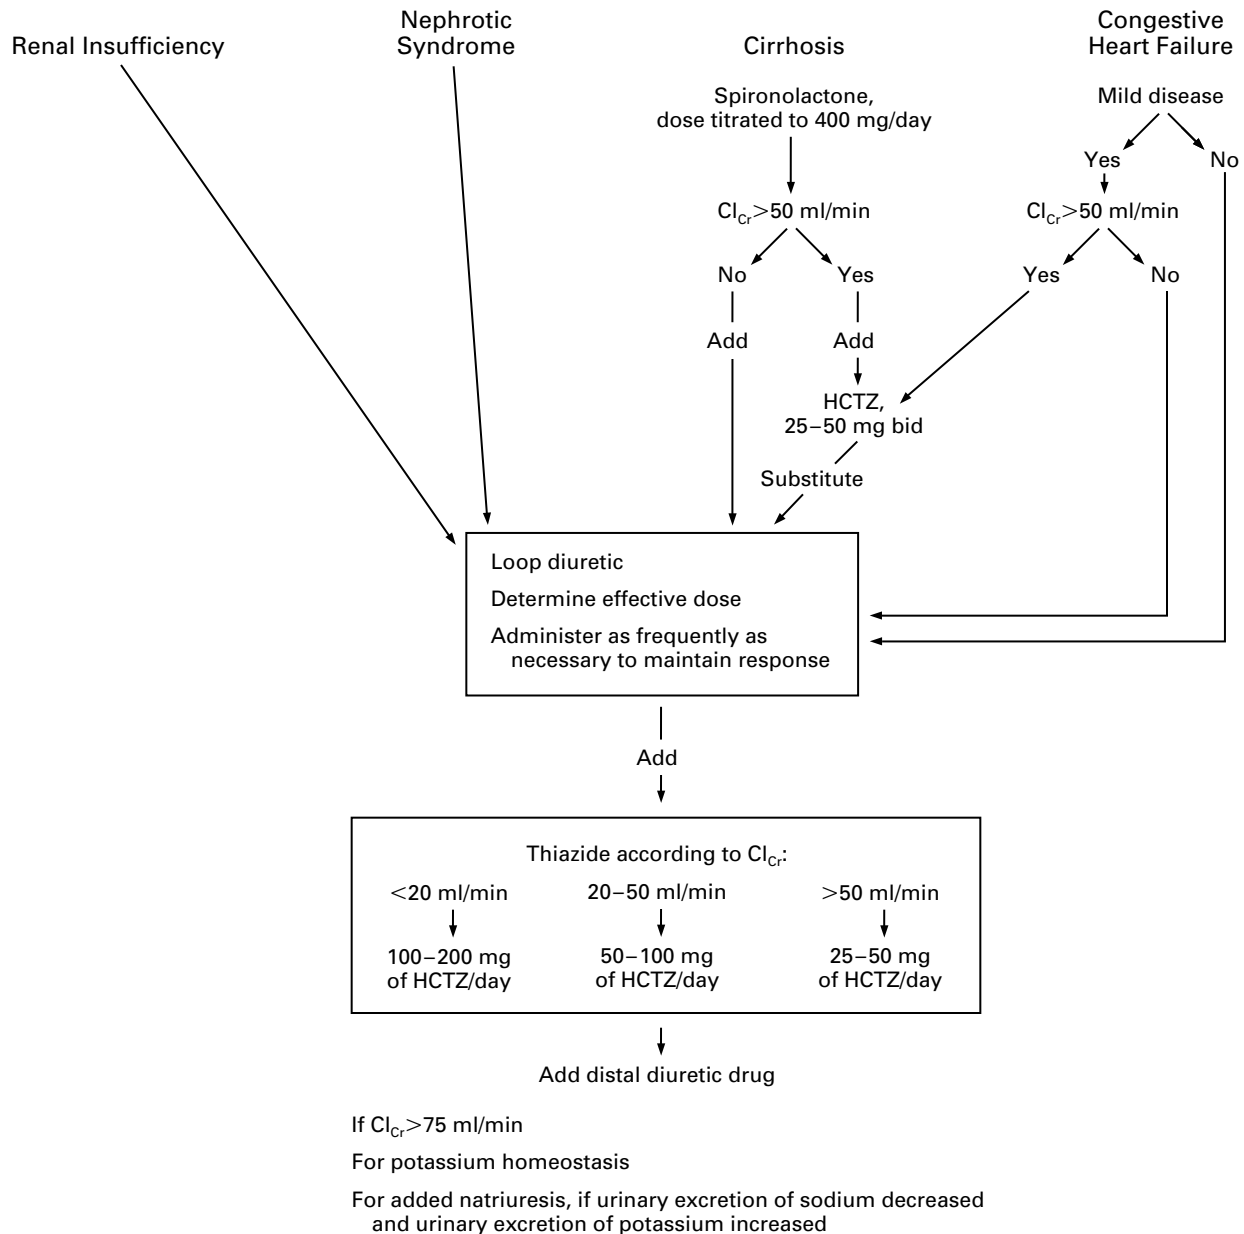 Renal Insufficiency
Nephrotic
Syndrome
Cirrhosis
Congestive
Heart Failure
Spironolactone,
dose titrated to 400 mg/day
Mild disease
Yes
No
Cl_Cr>50 ml/min
Cl_Cr>50 ml/min
No
Yes
Yes
No
Add
Add
HCTZ,
25–50 mg bid
Substitute
Loop diuretic
Determine effective dose
Administer as frequently as
necessary to maintain response
Add
Thiazide according to Cl_Cr:
<20 ml/min
20–50 ml/min
>50 ml/min
100–200 mg
of HCTZ/day
50–100 mg
of HCTZ/day
25–50 mg
of HCTZ/day
Add distal diuretic drug
If Cl_Cr>75 ml/min
For potassium homeostasis
For added natriuresis, if urinary excretion of sodium decreased
and urinary excretion of potassium increased